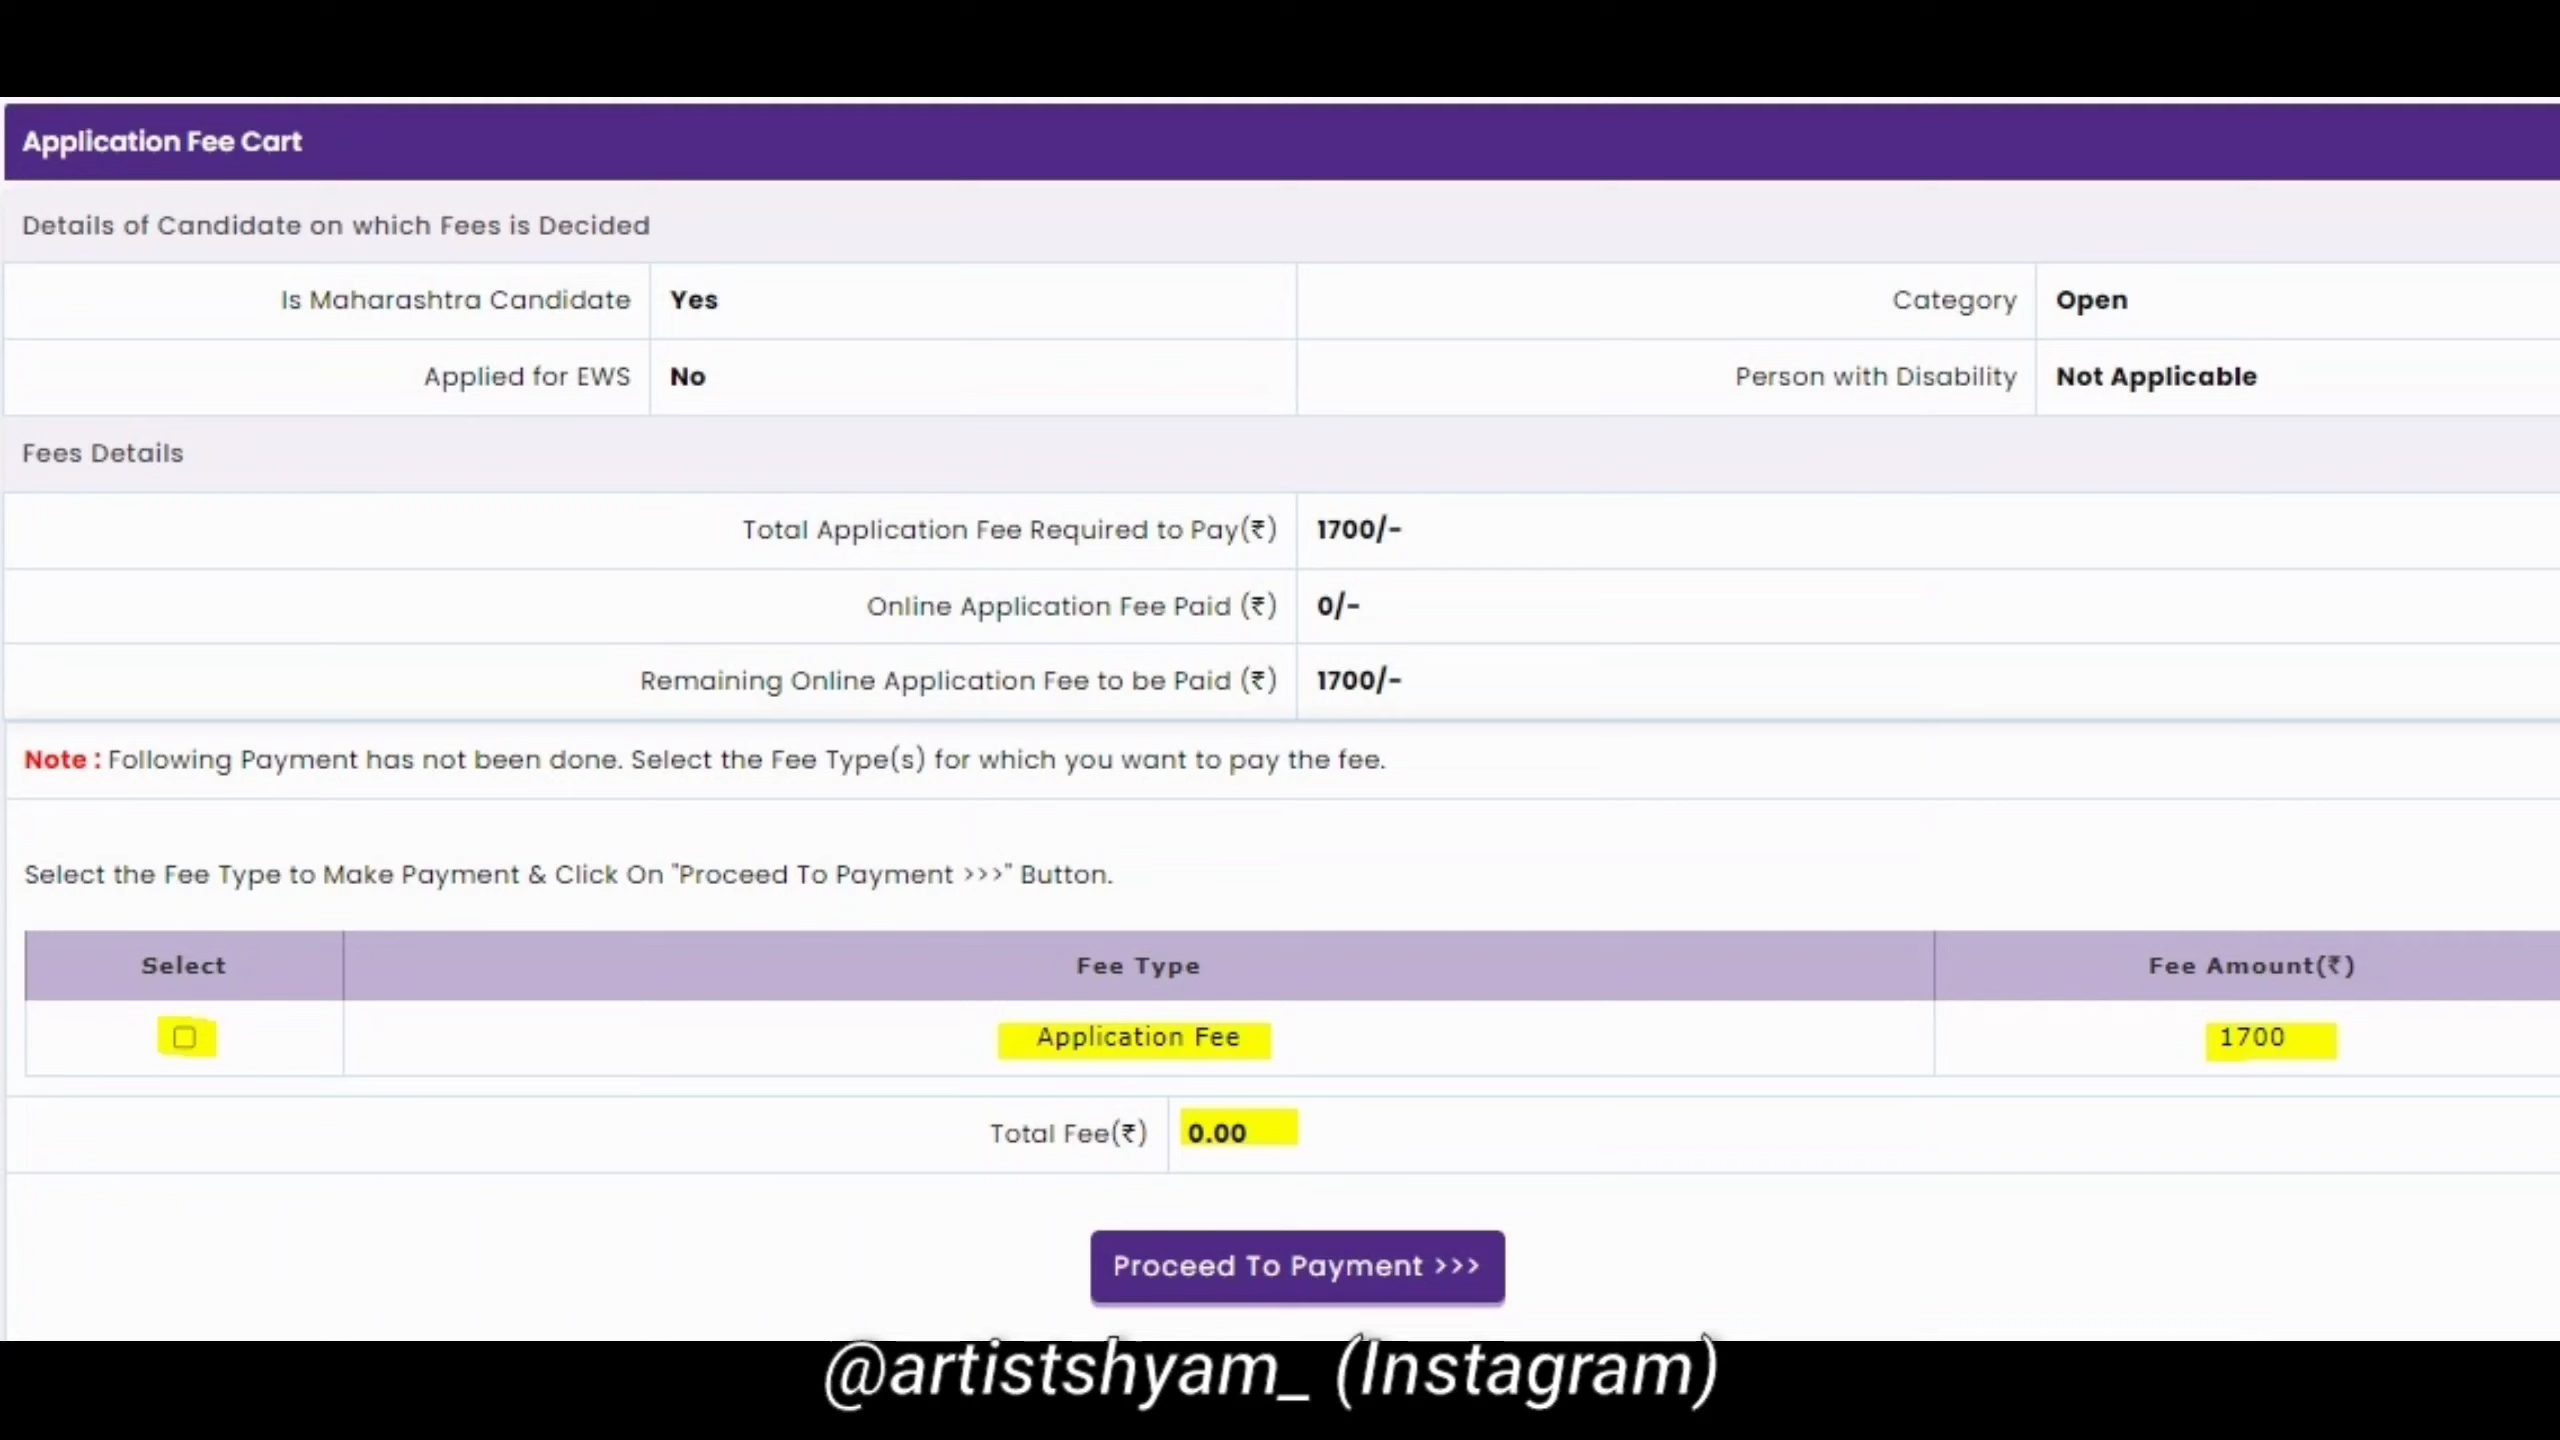 Application Fee Cart
Details of Candidate on which Fees is Decided
Is Maharashtra Candidate Yes Category Open
Applied for EWS No Person with Disability Not Applicable
Fees Details
Total Application Fee Required to Pay(₹) 1700/-
Online Application Fee Paid (₹) 0/-
Remaining Online Application Fee to be Paid (₹) 1700/-
Note : Following Payment has not been done. Select the Fee Type(s) for which you want to pay the fee.
Select the Fee Type to Make Payment & Click On "Proceed To Payment >>>" Button.
Select Fee Type Fee Amount(₹)
Application Fee 1700
Total Fee(₹) 0.00
Proceed To Payment >>>
@artistshyam_ (Instagram)